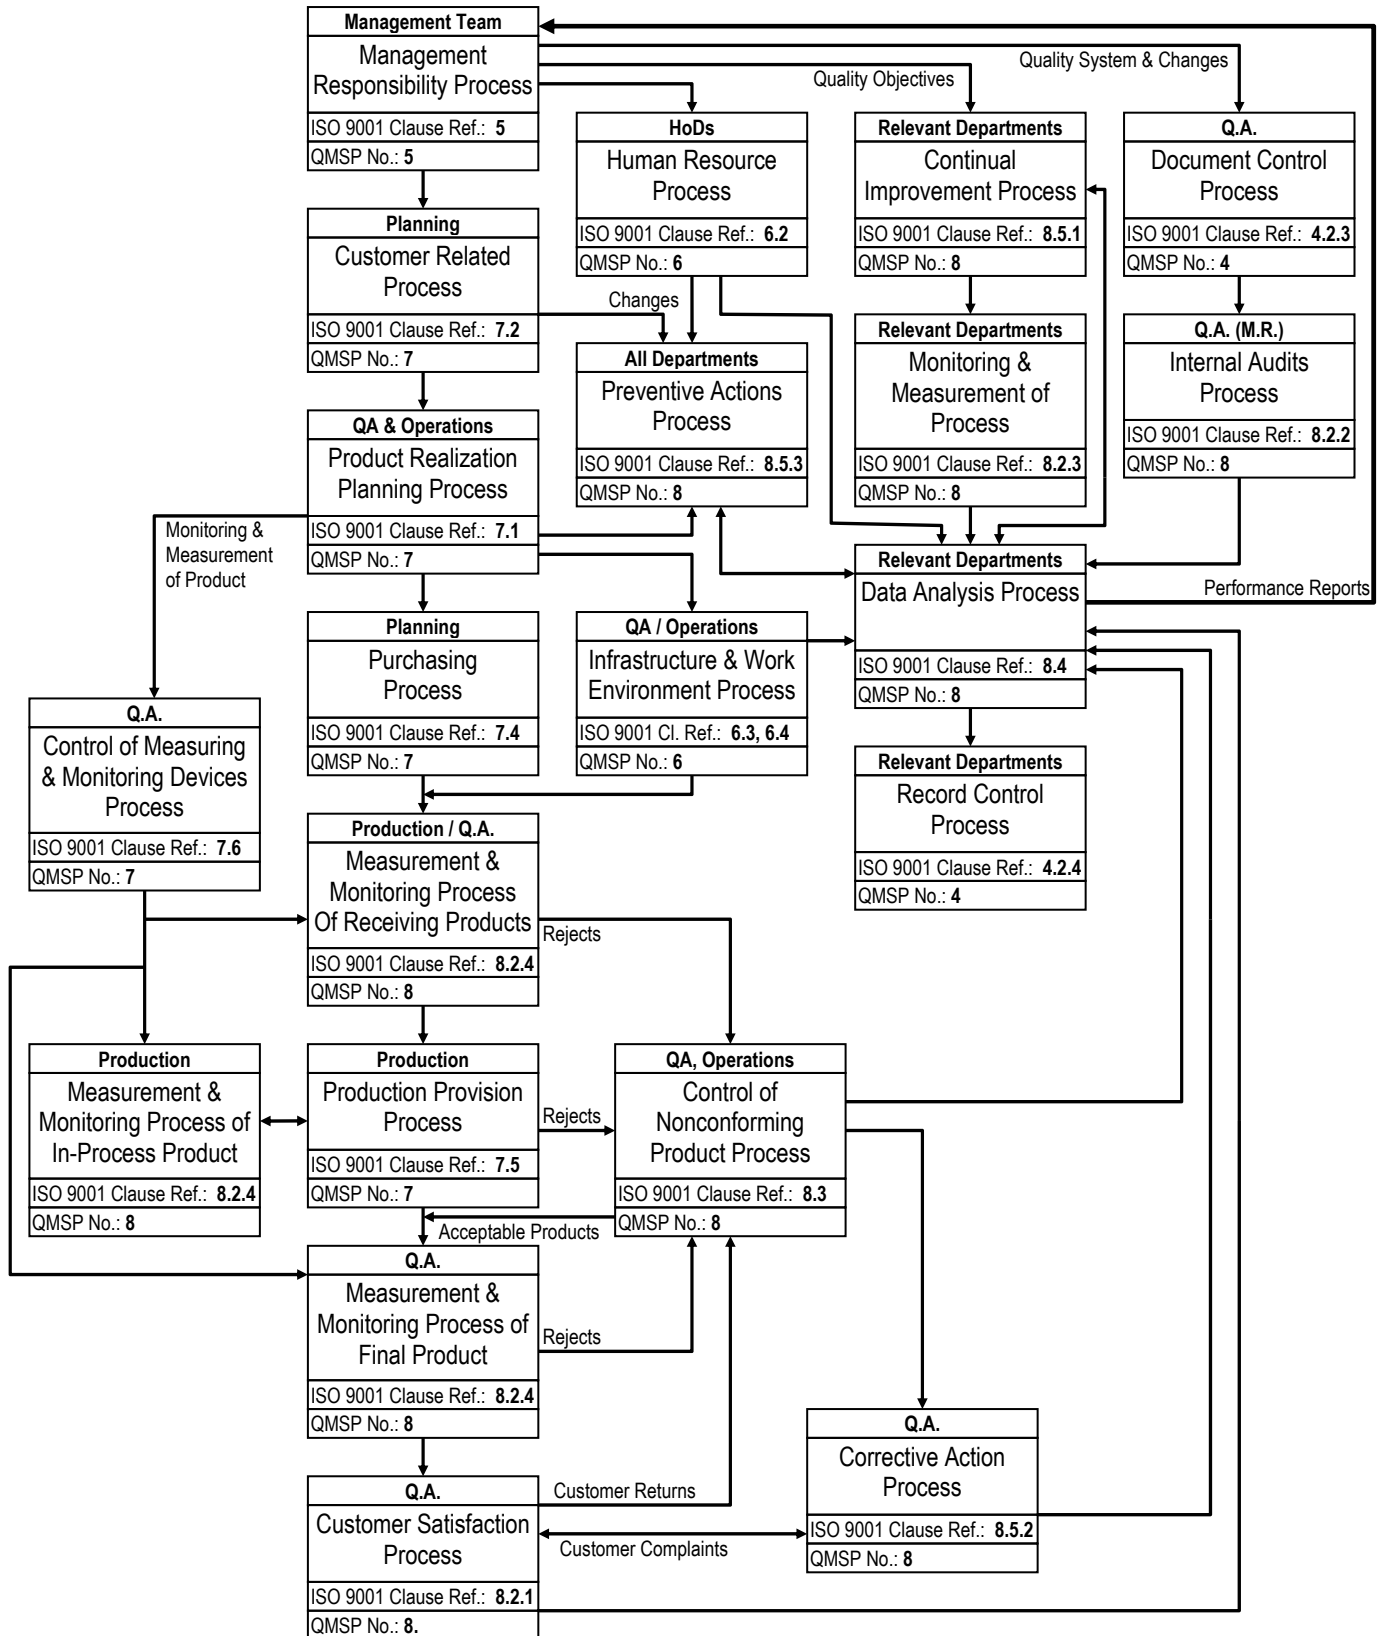 Management Team
Management
Responsibility Process
ISO 9001 Clause Ref.: 5
QMSP No.: 5
Quality System & Changes
Quality Objectives
HoDs
Human Resource
Process
ISO 9001 Clause Ref.: 6.2
QMSP No.: 6
Relevant Departments
Continual
Improvement Process
ISO 9001 Clause Ref.: 8.5.1
QMSP No.: 8
Q.A.
Document Control
Process
ISO 9001 Clause Ref.: 4.2.3
QMSP No.: 4
Planning
Customer Related
Process
ISO 9001 Clause Ref.: 7.2
QMSP No.: 7
Changes
All Departments
Preventive Actions
Process
ISO 9001 Clause Ref.: 8.5.3
QMSP No.: 8
Relevant Departments
Monitoring &
Measurement of
Process
ISO 9001 Clause Ref.: 8.2.3
QMSP No.: 8
Q.A. (M.R.)
Internal Audits
Process
ISO 9001 Clause Ref.: 8.2.2
QMSP No.: 8
QA & Operations
Product Realization
Planning Process
ISO 9001 Clause Ref.: 7.1
QMSP No.: 7
Monitoring &
Measurement
of Product
Relevant Departments
Data Analysis Process
ISO 9001 Clause Ref.: 8.4
QMSP No.: 8
Performance Reports
Planning
Purchasing
Process
ISO 9001 Clause Ref.: 7.4
QMSP No.: 7
QA / Operations
Infrastructure & Work
Environment Process
ISO 9001 Cl. Ref.: 6.3, 6.4
QMSP No.: 6
Q.A.
Control of Measuring
& Monitoring Devices
Process
ISO 9001 Clause Ref.: 7.6
QMSP No.: 7
Relevant Departments
Record Control
Process
ISO 9001 Clause Ref.: 4.2.4
QMSP No.: 4
Production / Q.A.
Measurement &
Monitoring Process
Of Receiving Products
ISO 9001 Clause Ref.: 8.2.4
QMSP No.: 8
Rejects
Production
Measurement &
Monitoring Process of
In-Process Product
ISO 9001 Clause Ref.: 8.2.4
QMSP No.: 8
Production
Production Provision
Process
ISO 9001 Clause Ref.: 7.5
QMSP No.: 7
Rejects
QA, Operations
Control of
Nonconforming
Product Process
ISO 9001 Clause Ref.: 8.3
QMSP No.: 8
Acceptable Products
Q.A.
Measurement &
Monitoring Process of
Final Product
ISO 9001 Clause Ref.: 8.2.4
QMSP No.: 8
Rejects
Q.A.
Corrective Action
Process
ISO 9001 Clause Ref.: 8.5.2
QMSP No.: 8
Q.A.
Customer Satisfaction
Process
ISO 9001 Clause Ref.: 8.2.1
QMSP No.: 8.
Customer Returns
Customer Complaints